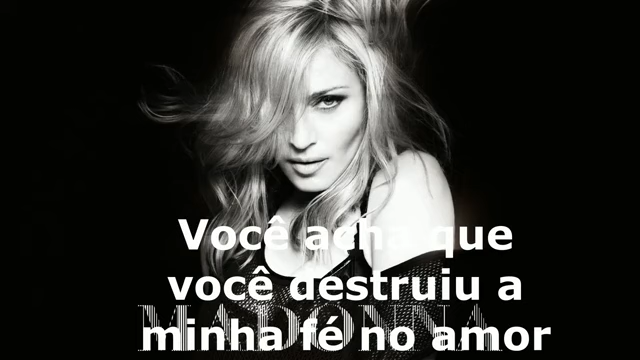 Você acha que
você destruiu a
MADONNA
minha fé no amor